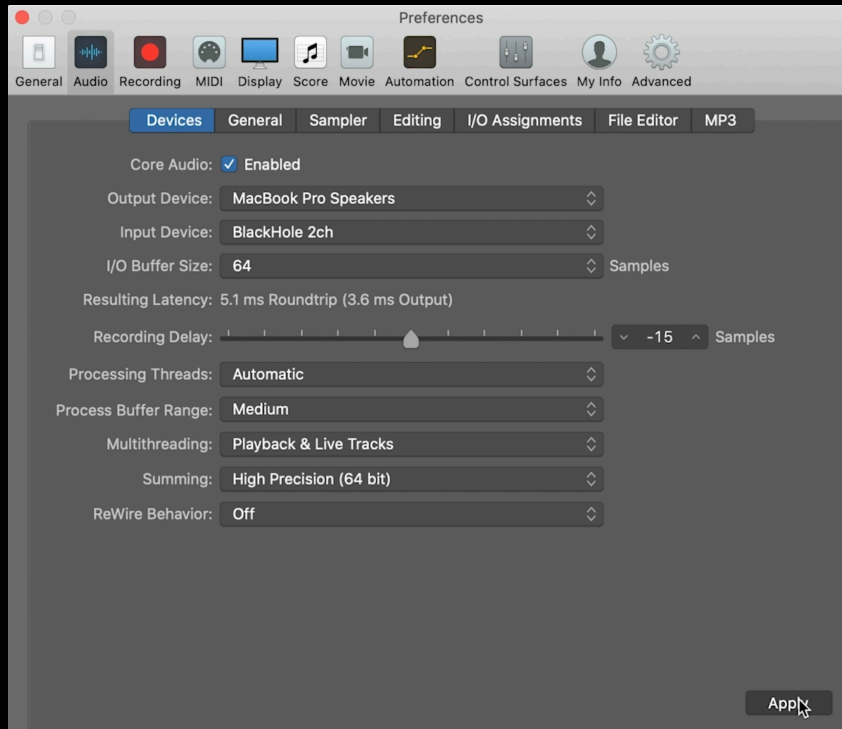 Preferences
General Audio Recording MIDI Display Score Movie Automation Control Surfaces My Info Advanced
Devices General Sampler Editing I/O Assignments File Editor MP3
Core Audio: Enabled
Output Device: MacBook Pro Speakers
Input Device: BlackHole 2ch
I/O Buffer Size: 64 Samples
Resulting Latency: 5.1 ms Roundtrip (3.6 ms Output)
Recording Delay: -15 Samples
Processing Threads: Automatic
Process Buffer Range: Medium
Multithreading: Playback & Live Tracks
Summing: High Precision (64 bit)
ReWire Behavior: Off
Apply